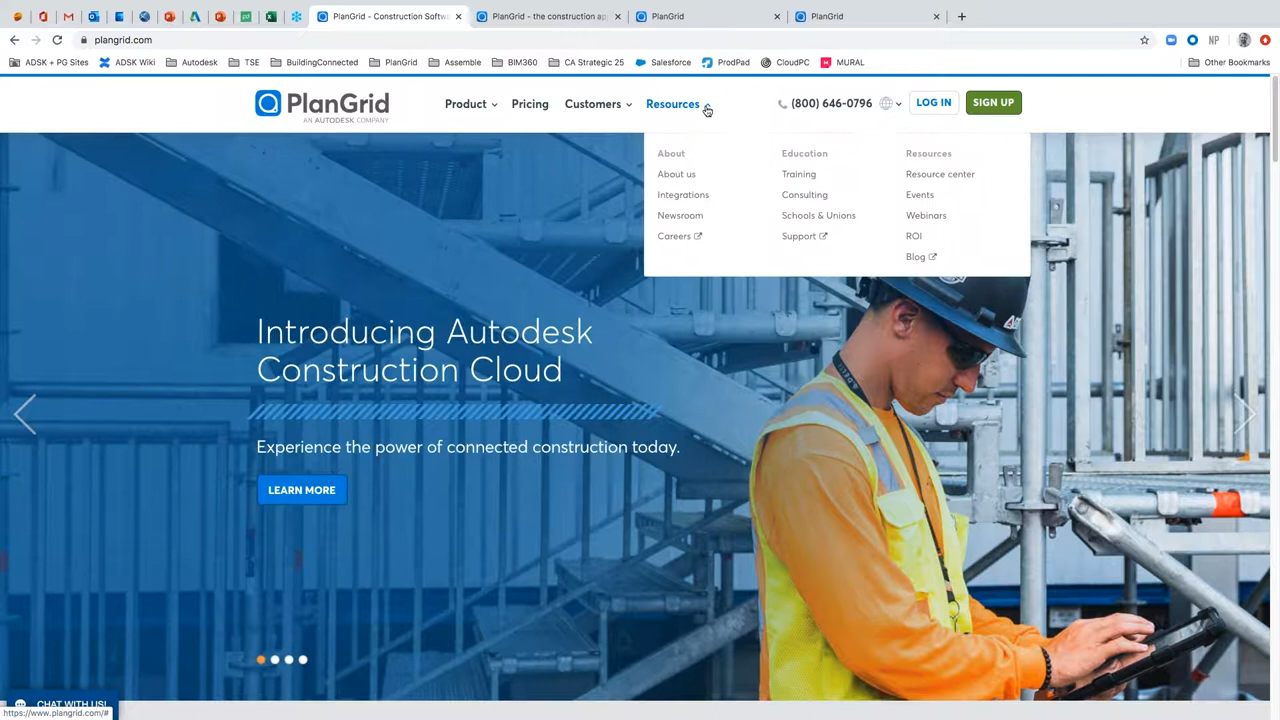 PlanGrid - Construction Softwa
PlanGrid - the construction ap
PlanGrid
PlanGrid
plangrid.com
NP
ADSK + PG Sites
ADSK Wiki
Autodesk
TSE
BuildingConnected
PlanGrid
Assemble
BIM360
CA Strategic 25
Salesforce
ProdPad
CloudPC
MURAL
Other Bookmarks
PlanGrid
AN AUTODESK COMPANY
Product
Pricing
Customers
Resources
(800) 646-0796
LOG IN
SIGN UP
About
About us
Integrations
Newsroom
Careers
Education
Training
Consulting
Schools & Unions
Support
Resources
Resource center
Events
Webinars
ROI
Blog
Introducing Autodesk
Construction Cloud
Experience the power of connected construction today.
LEARN MORE
CHAT WITH US!
https://www.plangrid.com/#